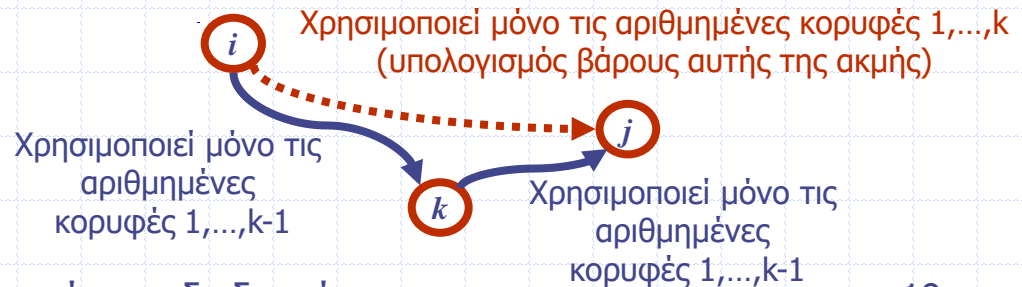 Χρησιμοποιεί μόνο τις αριθμημένες κορυφές 1,...,k
(υπολογισμός βάρους αυτής της ακμής)
i
j
Χρησιμοποιεί μόνο τις
αριθμημένες
κορυφές 1,...,k-1
k
Χρησιμοποιεί μόνο τις
αριθμημένες
κορυφές 1,...,k-1